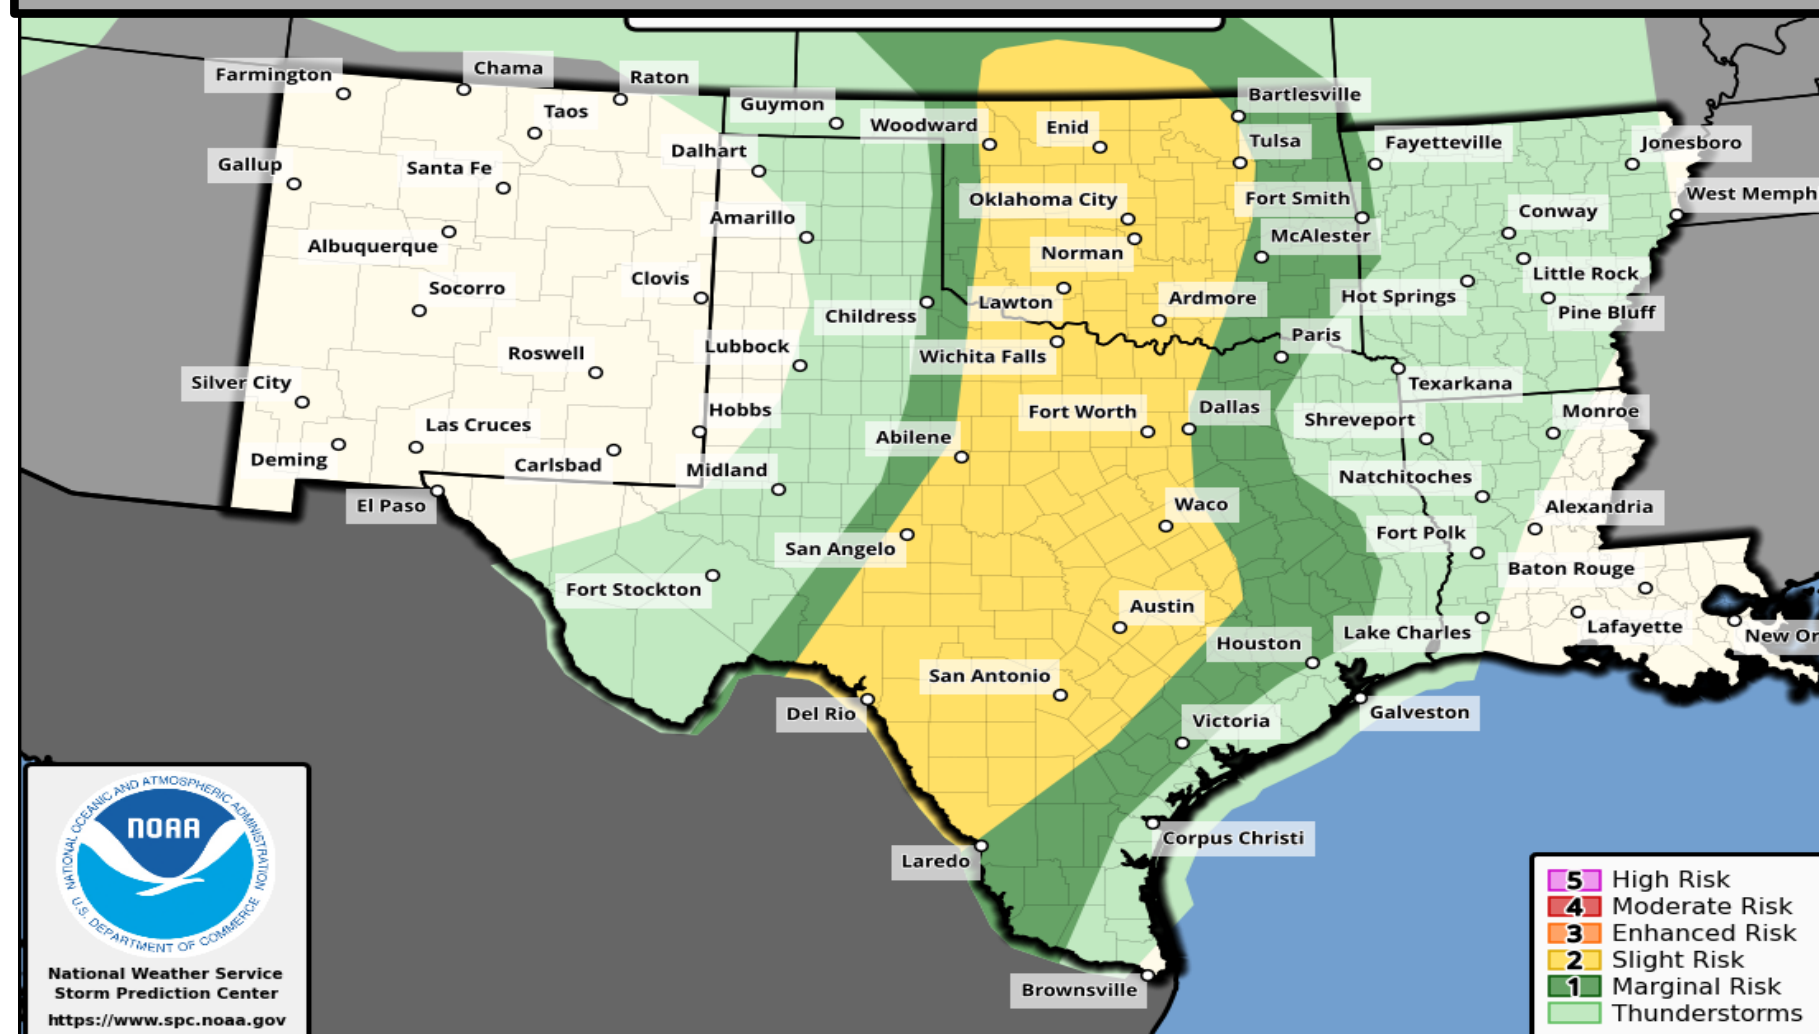 Farmington
Chama
Raton
Taos
Guymon
Woodward
Enid
Bartlesville
Tulsa
Fayetteville
Jonesboro
Gallup
Santa Fe
Dalhart
Oklahoma City
Fort Smith
West Memph
Albuquerque
Amarillo
Norman
McAlester
Conway
Socorro
Clovis
Childress
Lawton
Ardmore
Hot Springs
Little Rock
Pine Bluff
Roswell
Lubbock
Wichita Falls
Paris
Texarkana
Silver City
Las Cruces
Hobbs
Fort Worth
Dallas
Shreveport
Monroe
Deming
Carlsbad
Midland
Abilene
Natchitoches
El Paso
San Angelo
Waco
Fort Polk
Alexandria
Fort Stockton
Austin
Baton Rouge
Houston
Lake Charles
Lafayette
New Or
San Antonio
Del Rio
Victoria
Galveston
Laredo
Corpus Christi
Brownsville
NATIONAL OCEANIC AND ATMOSPHERIC ADMINISTRATION
NOAA
U.S. DEPARTMENT OF COMMERCE
National Weather Service
Storm Prediction Center
https://www.spc.noaa.gov
5 High Risk
4 Moderate Risk
3 Enhanced Risk
2 Slight Risk
1 Marginal Risk
Thunderstorms